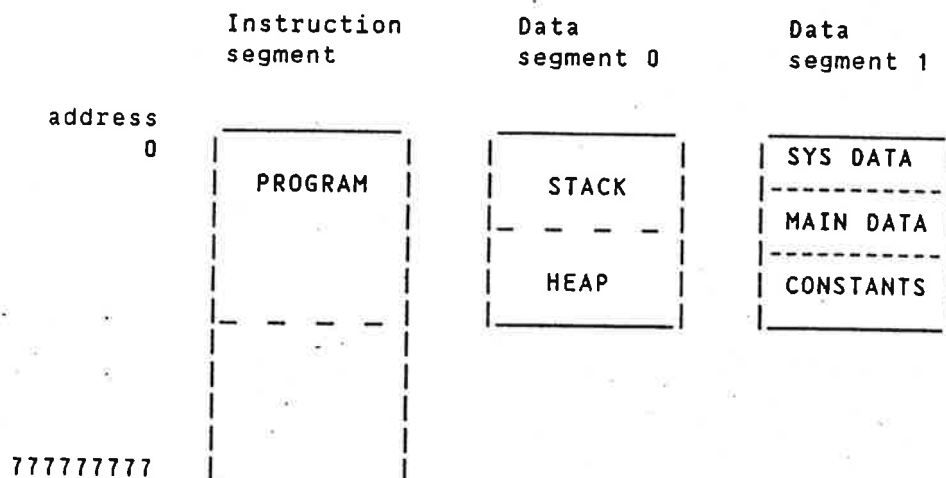 Instruction segment
Data segment 0
Data segment 1
address
0
PROGRAM
STACK
HEAP
SYS DATA
MAIN DATA
CONSTANTS
777777777